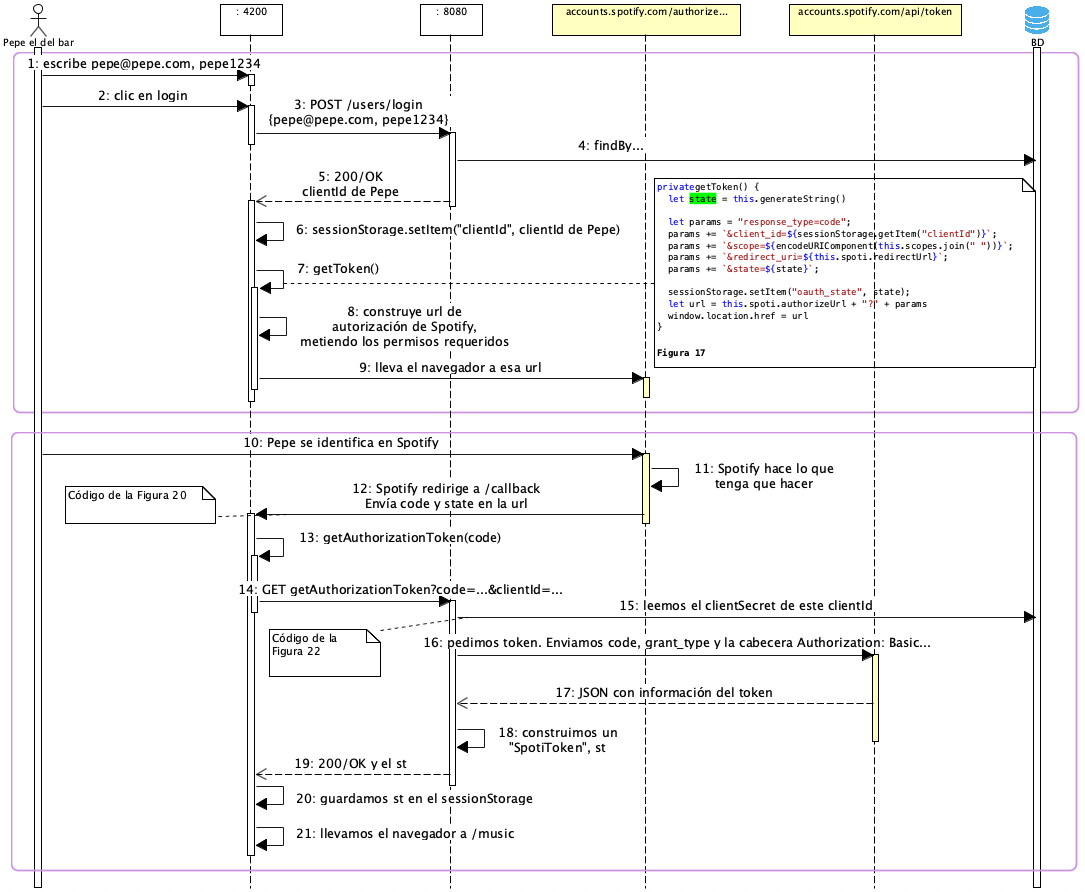 : 4200
: 8080
accounts.spotify.com/authorize...
accounts.spotify.com/api/token
Pepe el del bar
BD
1: escribe pepe@pepe.com, pepe1234
2: clic en login
3: POST /users/login
{pepe@pepe.com, pepe1234}
4: findBy...
5: 200/OK
clientId de Pepe
6: sessionStorage.setItem("clientId", clientId de Pepe)
7: getToken()
privategetToken() {
let state = this.generateString()
let params = "response_type=code";
params += `&client_id=${sessionStorage.getItem("clientId")}`;
params += `&scope=${encodeURIComponent(this.scopes.join(" "))}`;
params += `&redirect_uri=${this.spoti.redirectUrl}`;
params += `&state=${state}`;
sessionStorage.setItem("oauth_state", state);
let url = this.spoti.authorizeUrl + "?" + params
window.location.href = url
}
Figura 17
8: construye url de
autorización de Spotify,
metiendo los permisos requeridos
9: lleva el navegador a esa url
10: Pepe se identifica en Spotify
11: Spotify hace lo que
tenga que hacer
12: Spotify redirige a /callback
Envía code y state en la url
Código de la Figura 20
13: getAuthorizationToken(code)
14: GET getAuthorizationToken?code=...&clientId=...
15: leemos el clientSecret de este clientId
Código de la
Figura 22
16: pedimos token. Enviamos code, grant_type y la cabecera Authorization: Basic...
17: JSON con información del token
18: construimos un
"SpotiToken", st
19: 200/OK y el st
20: guardamos st en el sessionStorage
21: llevamos el navegador a /music